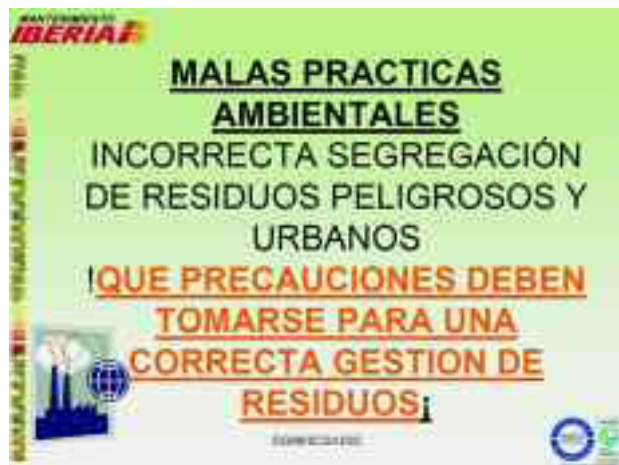 MANTENIMIENTO
IBERIA
MALAS PRACTICAS
AMBIENTALES
INCORRECTA SEGREGACIÓN
DE RESIDUOS PELIGROSOS Y
URBANOS
!QUE PRECAUCIONES DEBEN
TOMARSE PARA UNA
CORRECTA GESTION DE
RESIDUOS¡